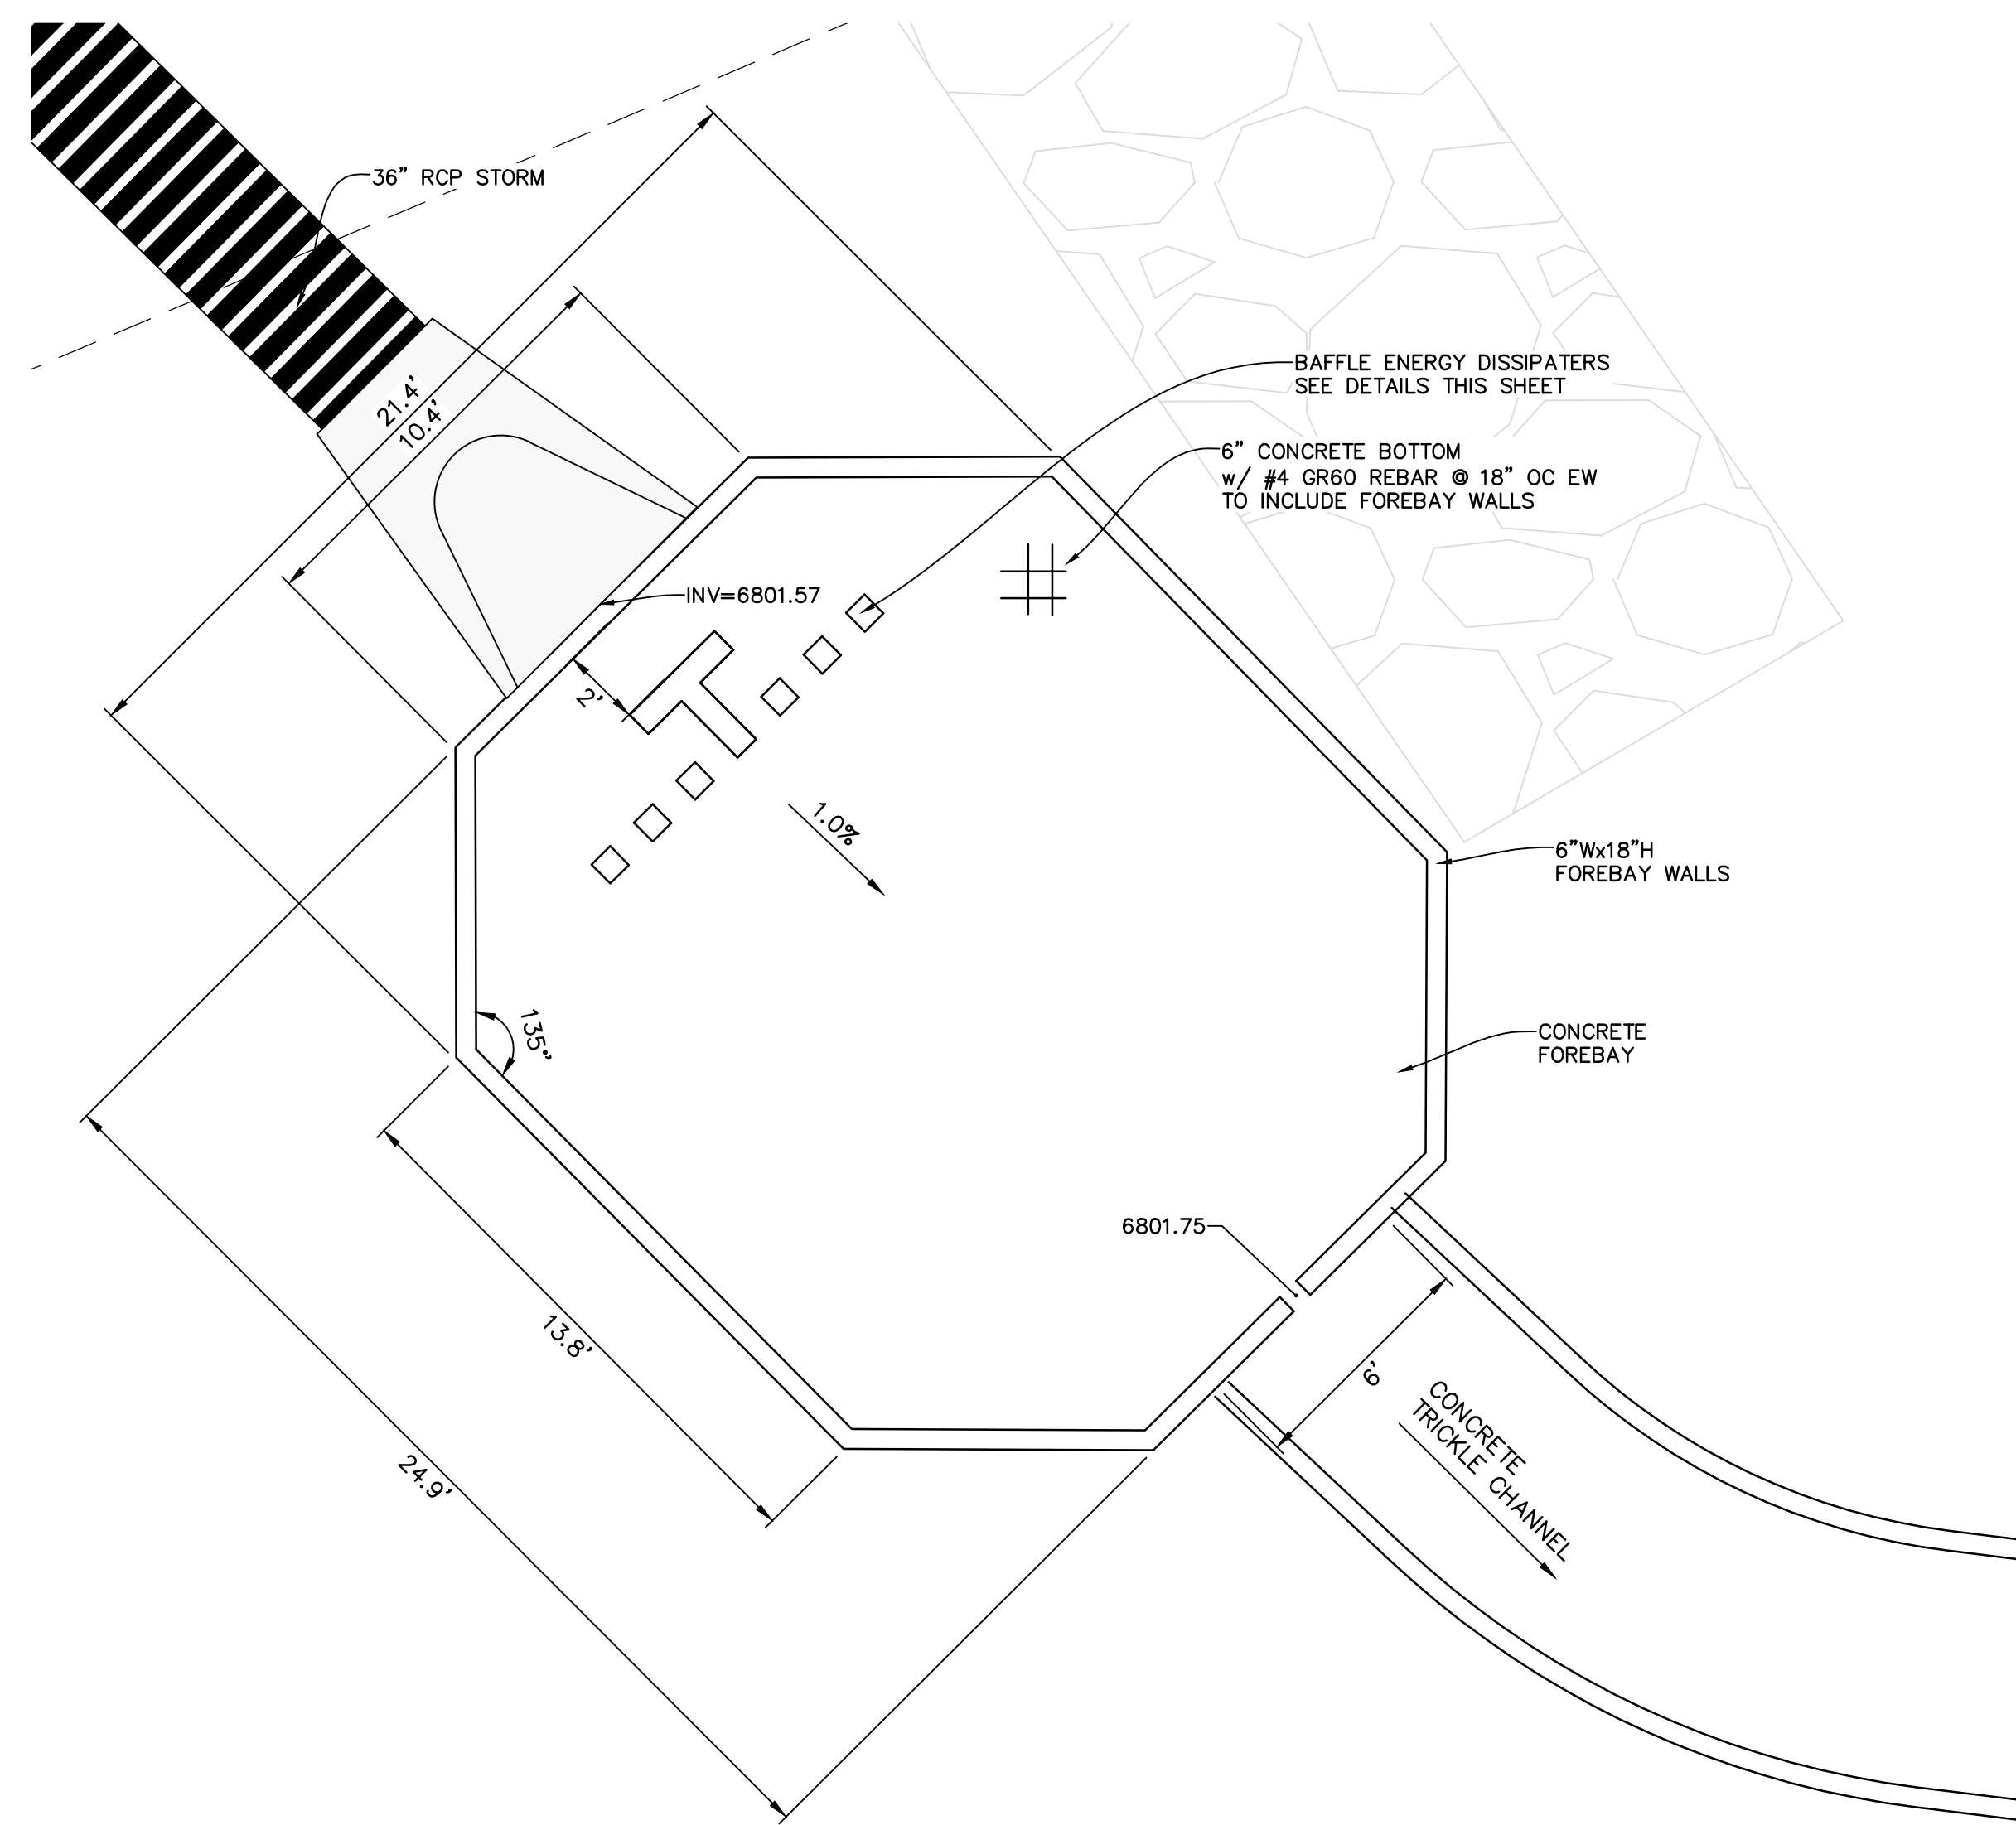 36" RCP STORM
21.4'
10.4'
BAFFLE ENERGY DISSIPATERS
SEE DETAILS THIS SHEET
6" CONCRETE BOTTOM
w/ #4 GR60 REBAR @ 18" OC EW
TO INCLUDE FOREBAY WALLS
INV=6801.57
2'
1.0%
6"Wx18"H
FOREBAY WALLS
135°'
CONCRETE
FOREBAY
6801.75
13.8'
6'
CONCRETE
TRICKLE CHANNEL
24.9'